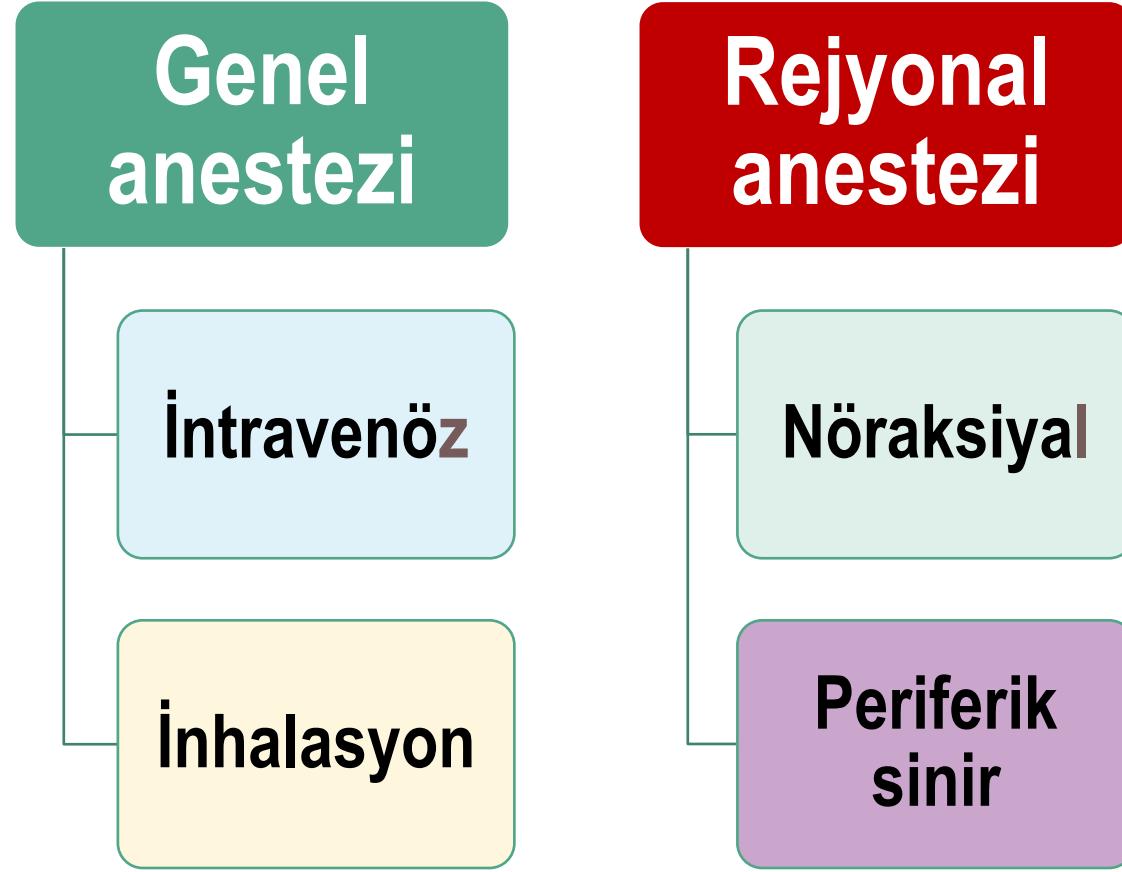 Genel
anestezi
İntravenöz
İnhalasyon
Rejyonal
anestezi
Nöraksiyal
Periferik
sinir